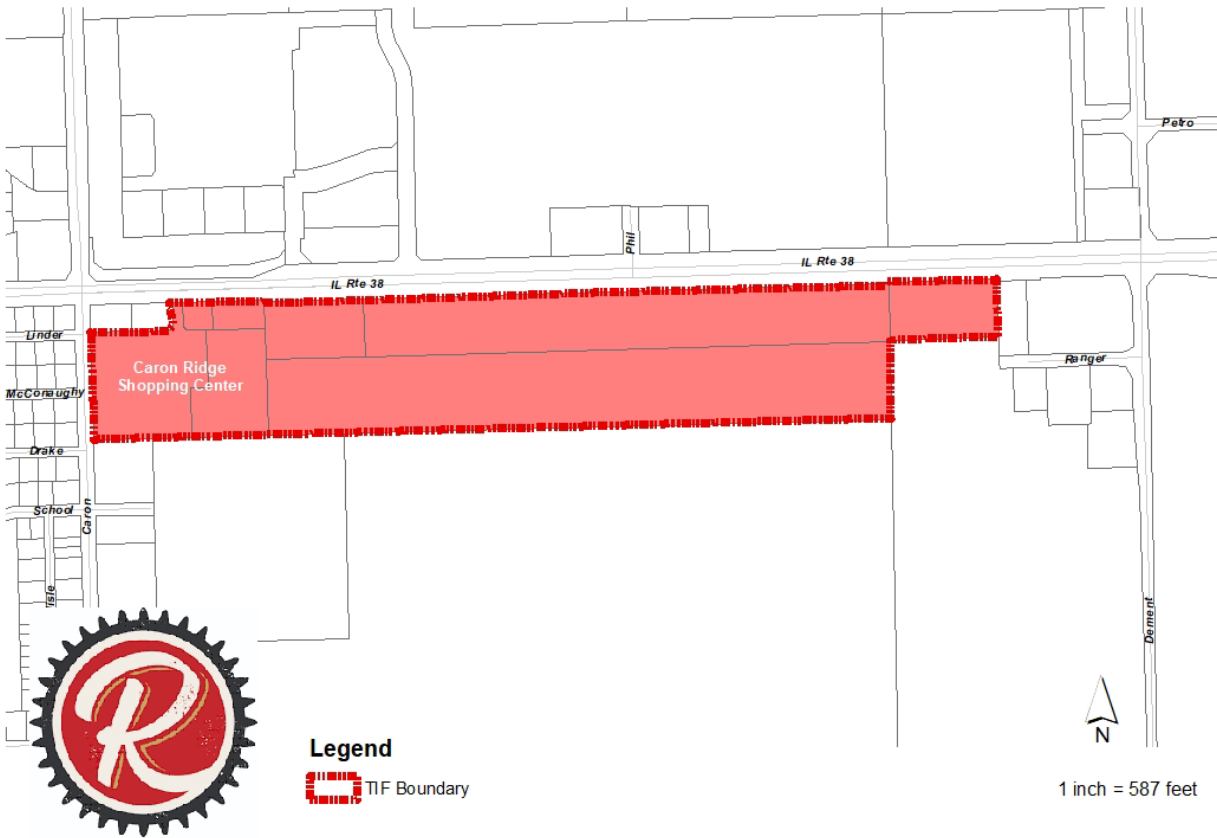 Petro
Phil
IL Rte 38
IL Rte 38
Linder
Ranger
Caron Ridge
Shopping Center
McConaughy
Drake
School
Caron
Dement
R
N
Legend
TIF Boundary
1 inch = 587 feet